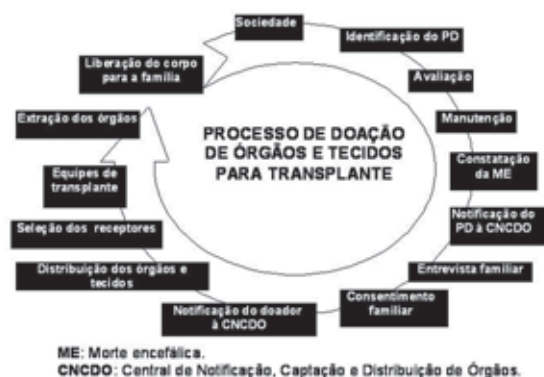 Sociedade
Identificação do PD
Avaliação
Manutenção
Constatação
da ME
Notificação do
PD à CNCDO
Entrevista familiar
Consentimento
familiar
Notificação do doador
à CNCDO
Distribuição dos órgãos e
tecidos
Seleção dos receptores
Equipes de
transplante
Extração dos órgãos
Liberação do corpo
para a família
PROCESSO DE DOAÇÃO
DE ÓRGÃOS E TECIDOS
PARA TRANSPLANTE
ME: Morte encefálica.
CNCDO: Central de Notificação, Captação e Distribuição de Órgãos.